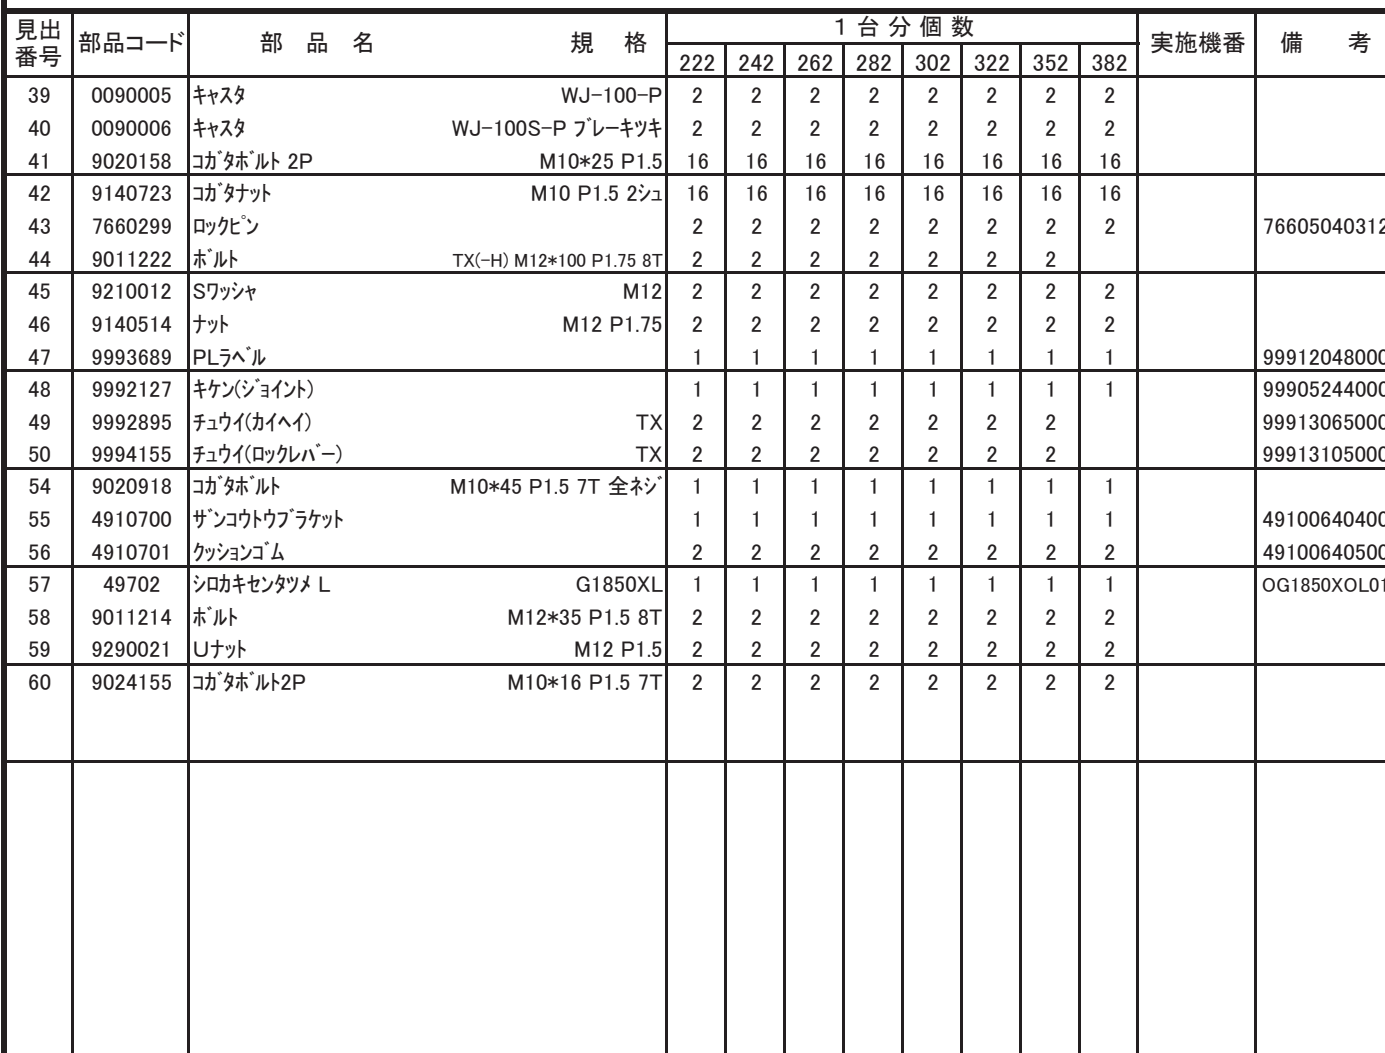 見出番号 部品コード 部品名 規格 1台分個数 実施機番 備考
222 242 262 282 302 322 352 382
39 0090005 ｷｬｽﾀ WJ-100-P 2 2 2 2 2 2 2 2
40 0090006 ｷｬｽﾀ WJ-100S-P ﾌﾞﾚｰｷﾂｷ 2 2 2 2 2 2 2 2
41 9020158 ｺｶﾞﾀﾎﾞﾙﾄ 2P M10*25 P1.5 16 16 16 16 16 16 16 16
42 9140723 ｺｶﾞﾀﾅｯﾄ M10 P1.5 2ｼｭ 16 16 16 16 16 16 16 16
43 7660299 ﾛｯｸﾋﾟﾝ 2 2 2 2 2 2 2 2 76605040312
44 9011222 ﾎﾞﾙﾄ TX(-H) M12*100 P1.75 8T 2 2 2 2 2 2 2
45 9210012 Sﾜｯｼｬ M12 2 2 2 2 2 2 2 2
46 9140514 ﾅｯﾄ M12 P1.75 2 2 2 2 2 2 2 2
47 9993689 PLﾗﾍﾞﾙ 1 1 1 1 1 1 1 1 99912048000
48 9992127 ｷｹﾝ(ｼﾞｮｲﾝﾄ) 1 1 1 1 1 1 1 1 99905244000
49 9992895 ﾁｭｳｲ(ｶｲﾍｲ) TX 2 2 2 2 2 2 2 99913065000
50 9994155 ﾁｭｳｲ(ﾛｯｸﾚﾊﾞｰ) TX 2 2 2 2 2 2 2 99913105000
54 9020918 ｺｶﾞﾀﾎﾞﾙﾄ M10*45 P1.5 7T 全ﾈｼﾞ 1 1 1 1 1 1 1 1
55 4910700 ｻﾞﾝｺｳﾄｳﾌﾞﾗｹｯﾄ 1 1 1 1 1 1 1 1 49100640400
56 4910701 ｸｯｼｮﾝｺﾞﾑ 2 2 2 2 2 2 2 2 49100640500
57 49702 ｼﾛｶｷｾﾝﾀﾂﾒ L G1850XL 1 1 1 1 1 1 1 1 OG1850XOL01
58 9011214 ﾎﾞﾙﾄ M12*35 P1.5 8T 2 2 2 2 2 2 2 2
59 9290021 Uﾅｯﾄ M12 P1.5 2 2 2 2 2 2 2 2
60 9024155 ｺｶﾞﾀﾎﾞﾙﾄ2P M10*16 P1.5 7T 2 2 2 2 2 2 2 2